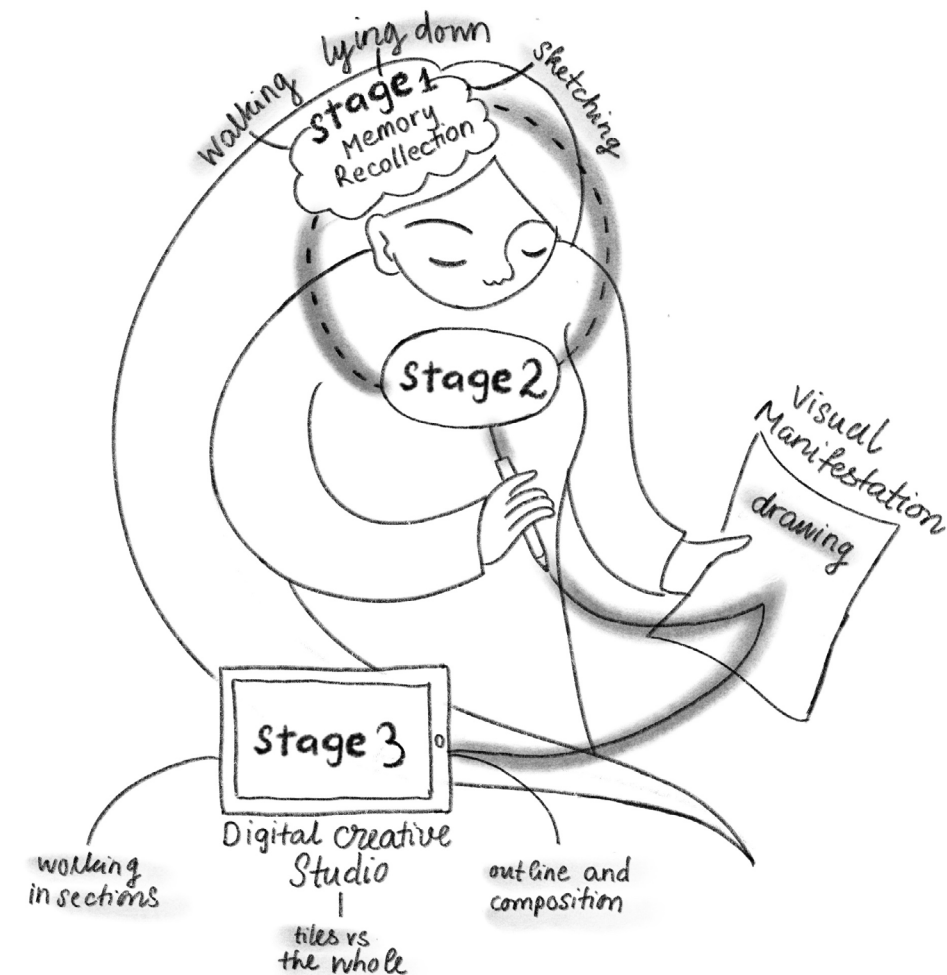 lying down
walking
sketching
Stage 1
Memory
Recollection
Stage 2
Visual
Manifestation
drawing
Stage 3
Digital creative
Studio
working
in sections
outline and
composition
tiles vs
the whole